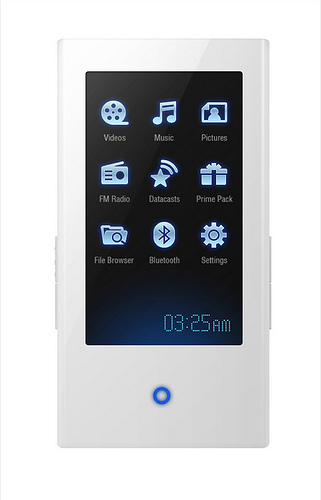 Videos Music Pictures
FM Radio Datacasts Prime Pack
File Browser Bluetooth Settings
03:25AM